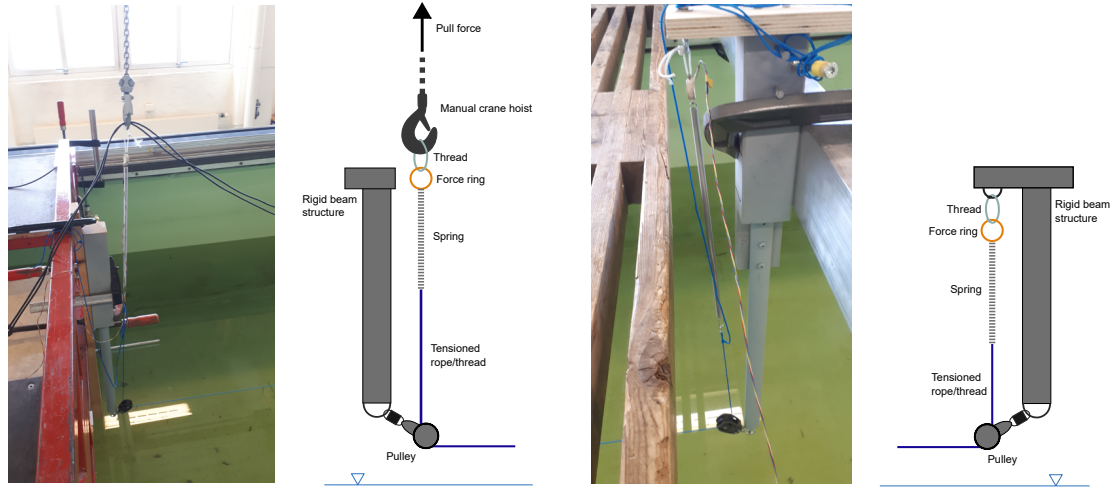 Pull force
Manual crane hoist
Thread
Force ring
Rigid beam
structure
Spring
Tensioned
rope/thread
Pulley
Thread
Rigid beam
structure
Force ring
Spring
Tensioned
rope/thread
Pulley